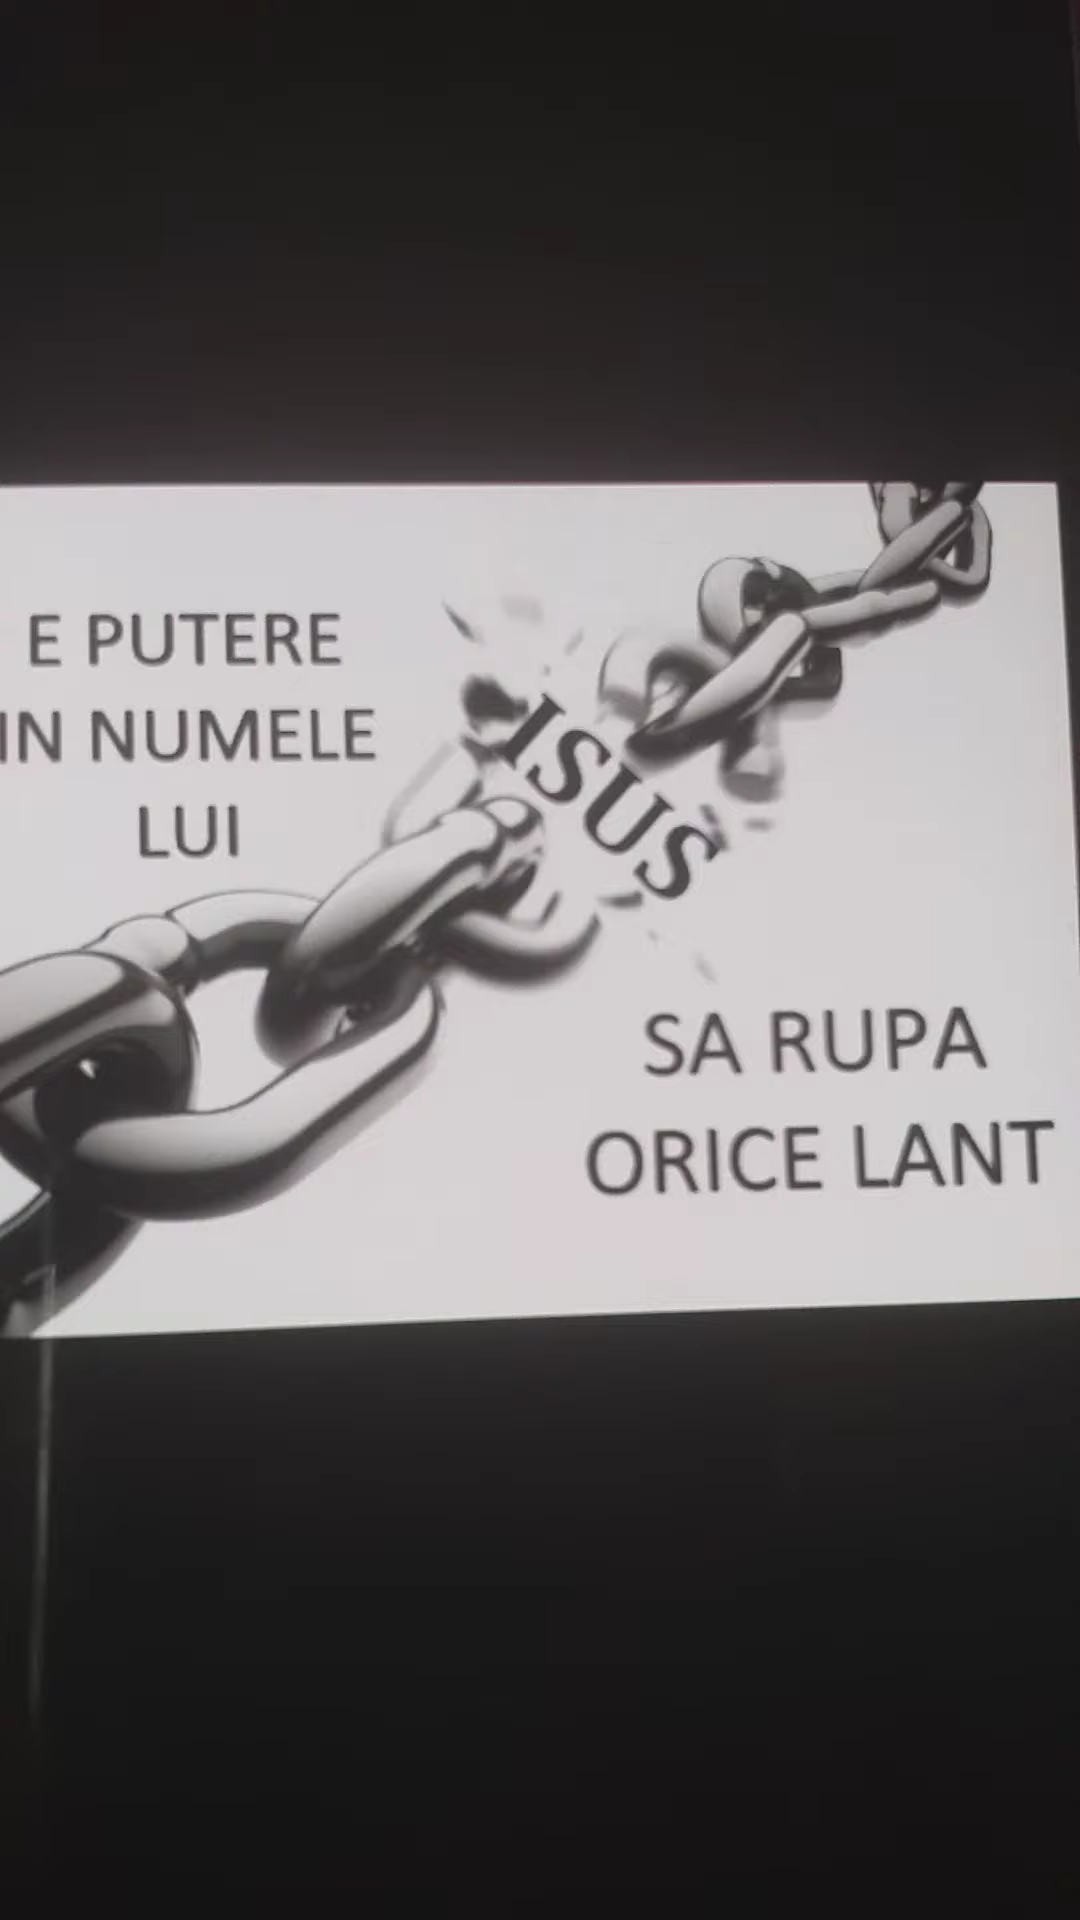 E PUTERE
IN NUMELE
LUI
ISUS
SA RUPA
ORICE LANT